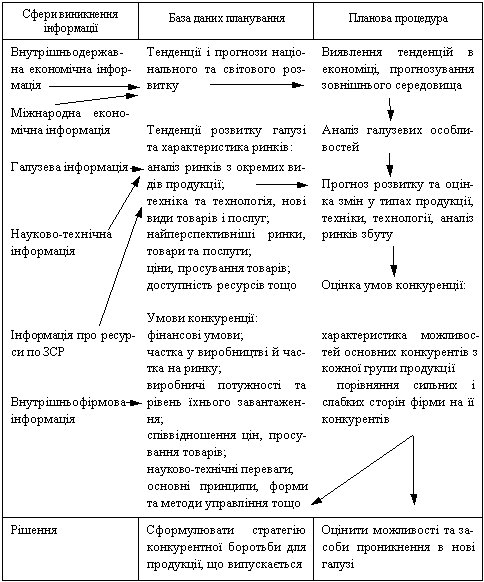 Сфери виникнення
інформації
База даних планування
Планова процедура
Внутрішньодержав-
на економічна інфор-
мація
Міжнародна еконо-
мічна інформація
Галузева інформація
Науково-технічна
інформація
Інформація про ресур-
си по ЗСР
Внутрішньофірмова
інформація
Тенденції і прогнози націо-
нального та світового роз-
витку
Тенденції розвитку галузі
та характеристика ринків:
аналіз ринків з окремих ви-
дів продукції;
техніка та технологія, нові
види товарів і послуг;
найперспективніші ринки,
товари та послуги;
ціни, просування товарів;
доступність ресурсів тощо
Умови конкуренції:
фінансові умови;
частка у виробництві й час-
тка на ринку;
виробничі потужності та
рівень їхнього завантажен-
ня;
співвідношення цін, просу-
вання товарів;
науково-технічні переваги,
основні принципи, форми
та методи управління тощо
Виявлення тенденцій в
економіці, прогнозування
зовнішнього середовища
Аналіз галузевих особли-
востей
Прогноз розвитку та оцін-
ка змін у типах продукції,
техніки, технології, аналіз
ринків збуту
Оцінка умов конкуренції:
характеристика можливос-
тей основних конкурентів з
кожної групи продукції
порівняння сильних і
слабких сторін фірми на її
конкурентів
Рішення
Сформулювати стратегію
конкурентної боротьби для
продукції, що випускається
Оцінити можливості та за-
соби проникнення в нові
галузі